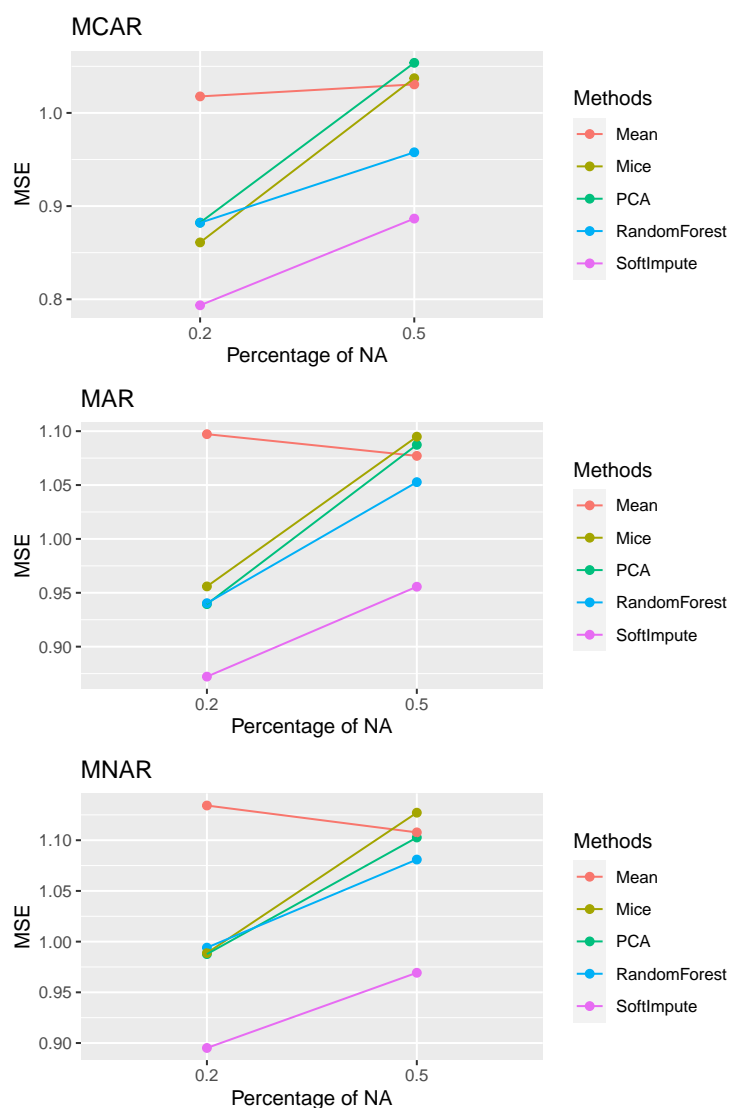 MCAR
1.0
0.9
0.8
MSE
0.2 0.5
Percentage of NA
Methods
Mean
Mice
PCA
RandomForest
SoftImpute
MAR
1.10
1.05
1.00
0.95
0.90
MSE
0.2 0.5
Percentage of NA
Methods
Mean
Mice
PCA
RandomForest
SoftImpute
MNAR
1.10
1.05
1.00
0.95
0.90
MSE
0.2 0.5
Percentage of NA
Methods
Mean
Mice
PCA
RandomForest
SoftImpute